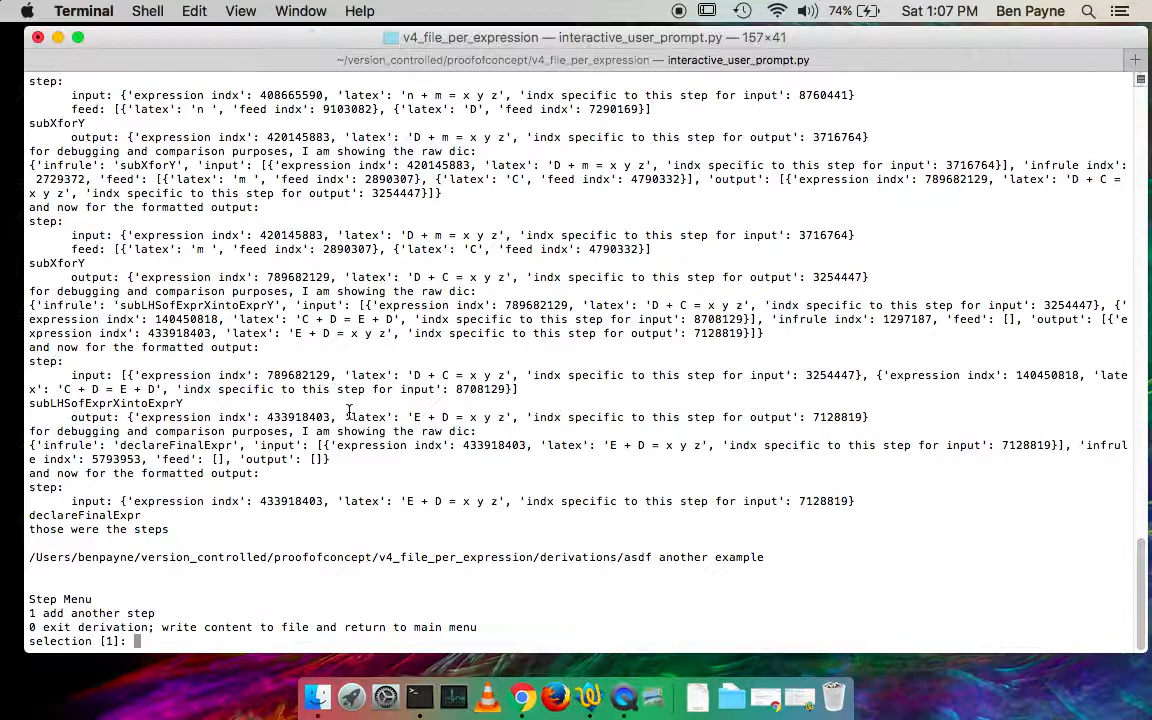 Terminal Shell Edit View Window Help 74% Sat 1:07 PM Ben Payne
v4_file_per_expression — interactive_user_prompt.py — 157×41
~/version_controlled/proofofconcept/v4_file_per_expression — interactive_user_prompt.py
step:
input: {'expression indx': 408665590, 'latex': 'n + m = x y z', 'indx specific to this step for input': 8760441}
feed: [{'latex': 'n ', 'feed indx': 9103082}, {'latex': 'D', 'feed indx': 7290169}]
subXforY
output: {'expression indx': 420145883, 'latex': 'D + m = x y z', 'indx specific to this step for output': 3716764}
for debugging and comparison purposes, I am showing the raw dic:
{'infrule': 'subXforY', 'input': [{'expression indx': 420145883, 'latex': 'D + m = x y z', 'indx specific to this step for input': 3716764}], 'infrule indx':
2729372, 'feed': [{'latex': 'm ', 'feed indx': 2890307}, {'latex': 'C', 'feed indx': 4790332}], 'output': [{'expression indx': 789682129, 'latex': 'D + C =
x y z', 'indx specific to this step for output': 3254447}]}
and now for the formatted output:
step:
input: {'expression indx': 420145883, 'latex': 'D + m = x y z', 'indx specific to this step for input': 3716764}
feed: [{'latex': 'm ', 'feed indx': 2890307}, {'latex': 'C', 'feed indx': 4790332}]
subXforY
output: {'expression indx': 789682129, 'latex': 'D + C = x y z', 'indx specific to this step for output': 3254447}
for debugging and comparison purposes, I am showing the raw dic:
{'infrule': 'subLHSofExprXintoExprY', 'input': [{'expression indx': 789682129, 'latex': 'D + C = x y z', 'indx specific to this step for input': 3254447}, {'e
xpression indx': 140450818, 'latex': 'C + D = E + D', 'indx specific to this step for input': 8708129}], 'infrule indx': 1297187, 'feed': [], 'output': [{'e
xpression indx': 433918403, 'latex': 'E + D = x y z', 'indx specific to this step for output': 7128819}]}
and now for the formatted output:
step:
input: [{'expression indx': 789682129, 'latex': 'D + C = x y z', 'indx specific to this step for input': 3254447}, {'expression indx': 140450818, 'late
x': 'C + D = E + D', 'indx specific to this step for input': 8708129}]
subLHSofExprXintoExprY
output: {'expression indx': 433918403, 'latex': 'E + D = x y z', 'indx specific to this step for output': 7128819}
for debugging and comparison purposes, I am showing the raw dic:
{'infrule': 'declareFinalExpr', 'input': [{'expression indx': 433918403, 'latex': 'E + D = x y z', 'indx specific to this step for input': 7128819}], 'infrul
e indx': 5793953, 'feed': [], 'output': []}
and now for the formatted output:
step:
input: {'expression indx': 433918403, 'latex': 'E + D = x y z', 'indx specific to this step for input': 7128819}
declareFinalExpr
those were the steps
/Users/benpayne/version_controlled/proofofconcept/v4_file_per_expression/derivations/asdf another example
Step Menu
1 add another step
0 exit derivation; write content to file and return to main menu
selection [1]: